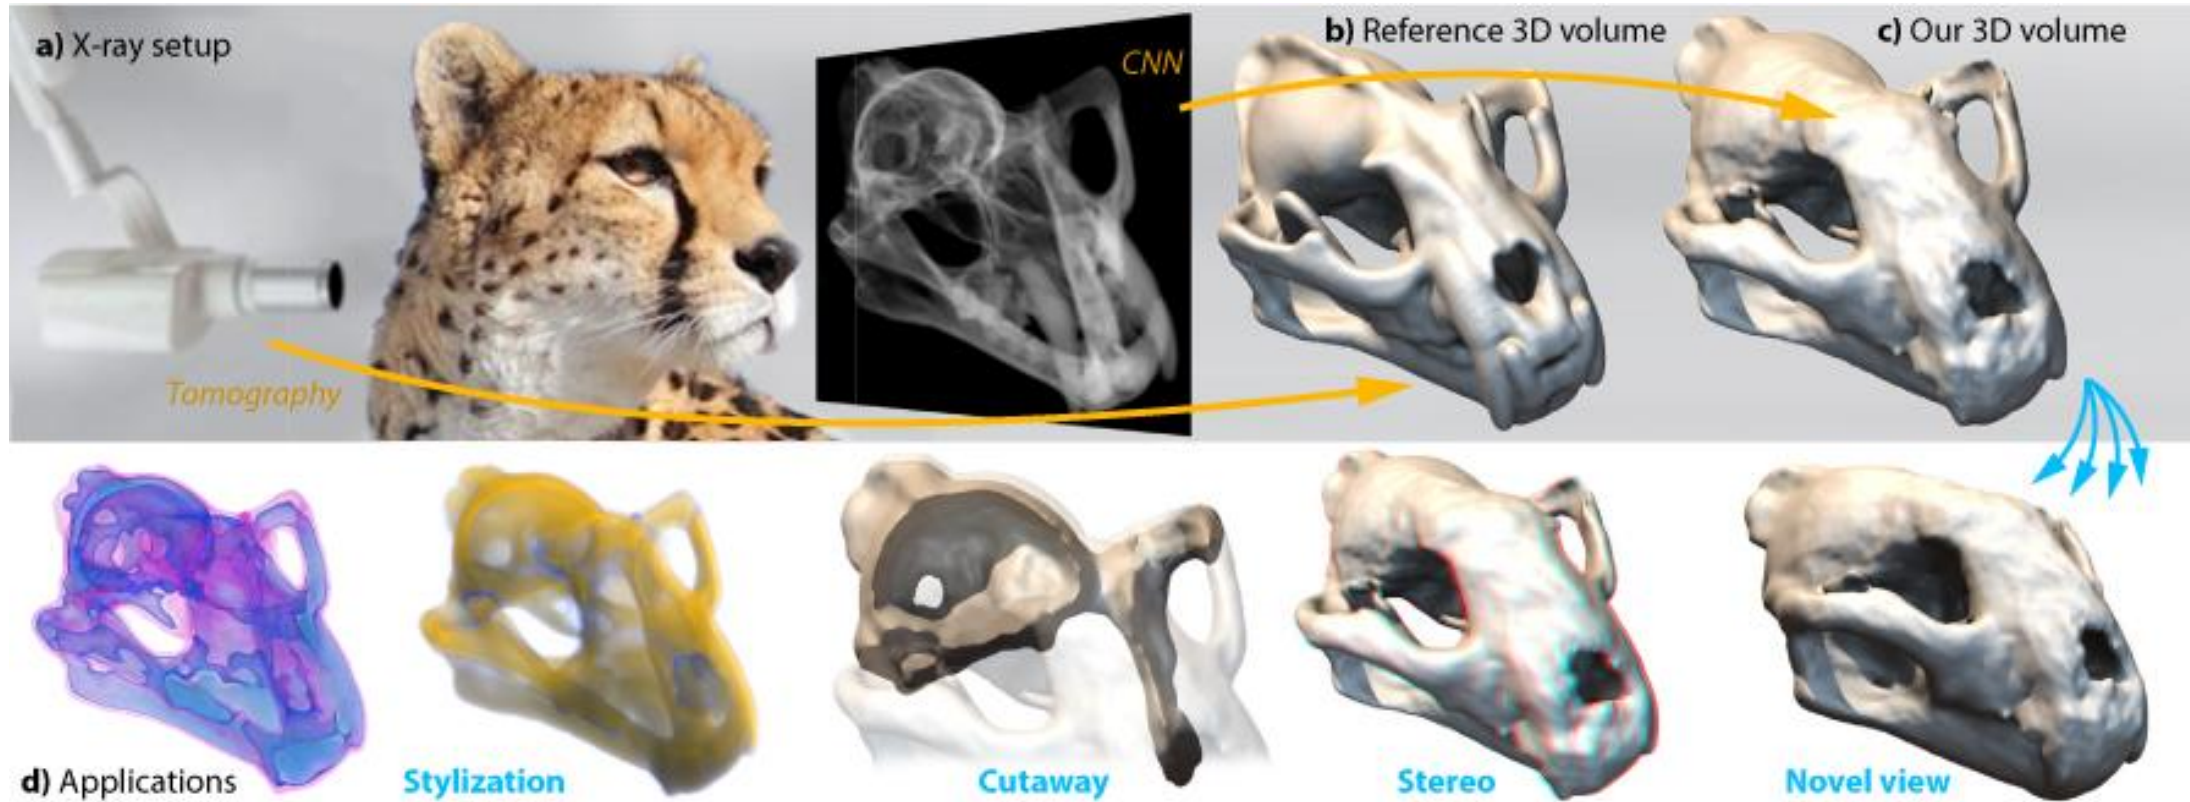 a) X-ray setup
CNN
b) Reference 3D volume
c) Our 3D volume
Tomography
d) Applications
Stylization
Cutaway
Stereo
Novel view